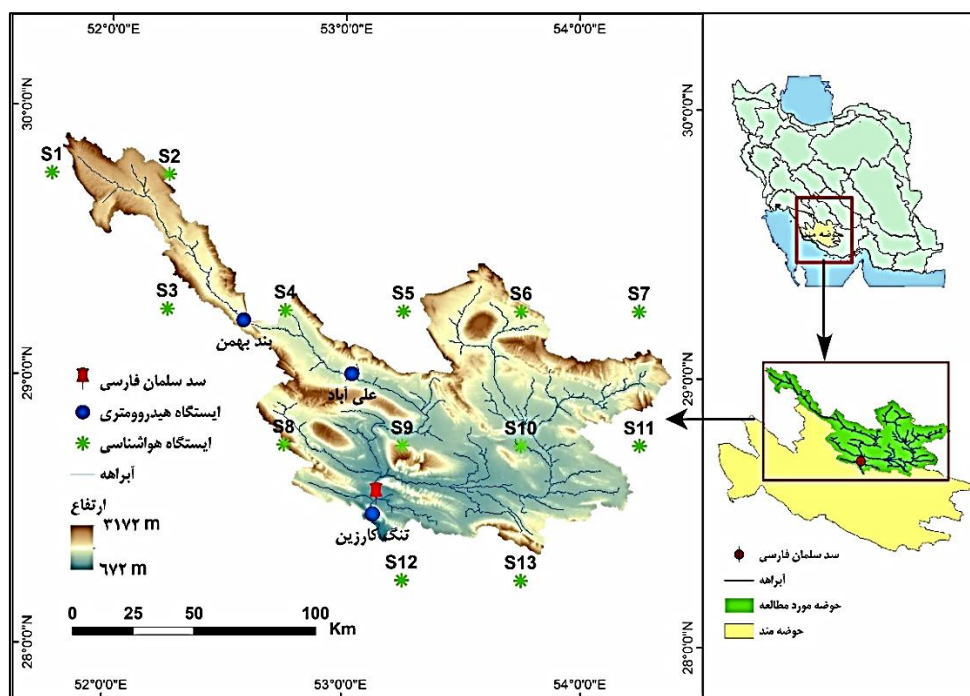 52°0'0"E
53°0'0"E
54°0'0"E
30°0'0"N
30°0'0"N
S1
S2
S3
S4
S5
S6
S7
بند بهمن
29°0'0"N
29°0'0"N
علی آباد
سد سلمان فارسی
ایستگاه هیدروومتری
ایستگاه هواشناسی
آبراهه
S8
S9
S10
S11
ارتفاع
۳۱۷۲ m
۶۷۲ m
تنگ کارزین
S12
S13
0
25
50
100
Km
28°0'0"N
28°0'0"N
52°0'0"E
53°0'0"E
54°0'0"E
سد سلمان فارسی
آبراهه
حوضه مورد مطالعه
حوضه مند